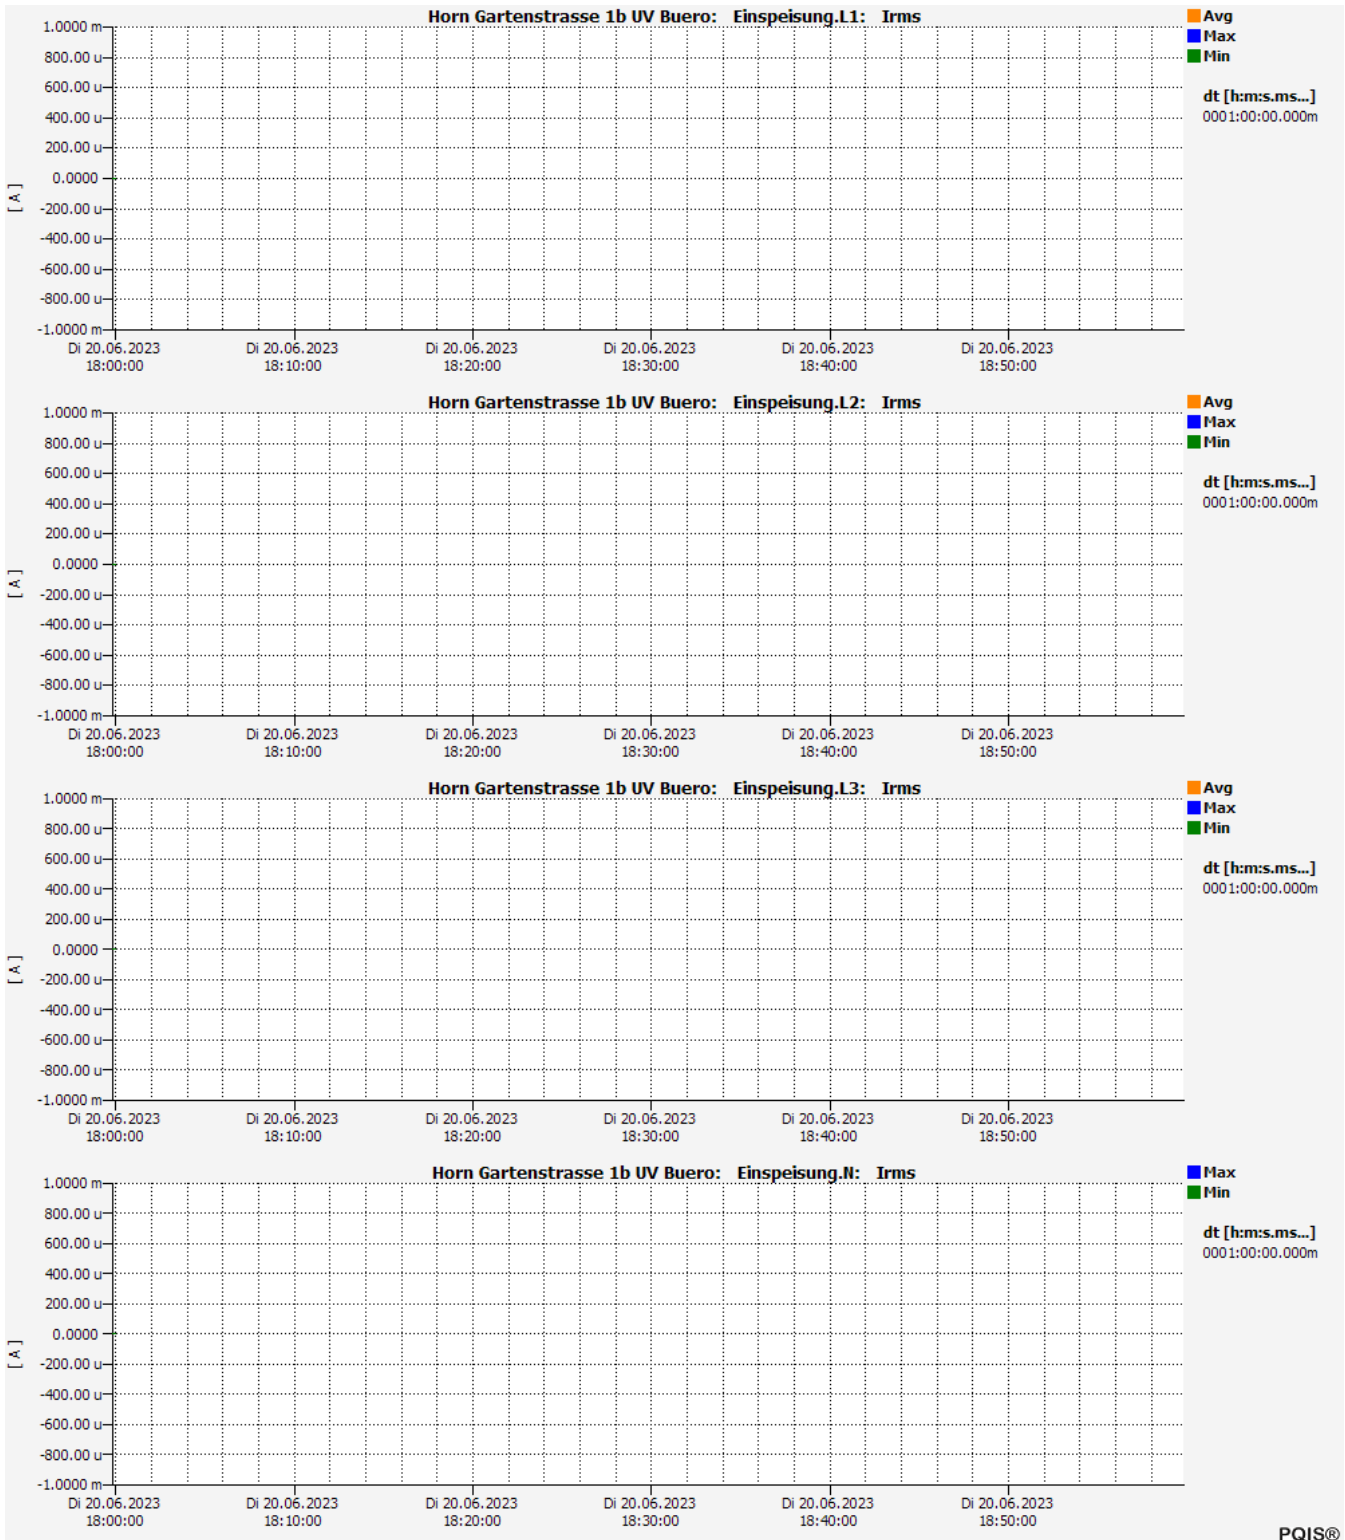 Horn Gartenstrasse 1b UV Buero: Einspeisung.L1: Irms
Avg
Max
Min
dt [h:m:s.ms...]
0001:00:00.000m
1.0000 m
800.00 u
600.00 u
400.00 u
200.00 u
0.0000
-200.00 u
-400.00 u
-600.00 u
-800.00 u
-1.0000 m
[ A ]
Di 20.06.2023 Di 20.06.2023 Di 20.06.2023 Di 20.06.2023 Di 20.06.2023 Di 20.06.2023
18:00:00 18:10:00 18:20:00 18:30:00 18:40:00 18:50:00
Horn Gartenstrasse 1b UV Buero: Einspeisung.L2: Irms
Avg
Max
Min
dt [h:m:s.ms...]
0001:00:00.000m
1.0000 m
800.00 u
600.00 u
400.00 u
200.00 u
0.0000
-200.00 u
-400.00 u
-600.00 u
-800.00 u
-1.0000 m
[ A ]
Di 20.06.2023 Di 20.06.2023 Di 20.06.2023 Di 20.06.2023 Di 20.06.2023 Di 20.06.2023
18:00:00 18:10:00 18:20:00 18:30:00 18:40:00 18:50:00
Horn Gartenstrasse 1b UV Buero: Einspeisung.L3: Irms
Avg
Max
Min
dt [h:m:s.ms...]
0001:00:00.000m
1.0000 m
800.00 u
600.00 u
400.00 u
200.00 u
0.0000
-200.00 u
-400.00 u
-600.00 u
-800.00 u
-1.0000 m
[ A ]
Di 20.06.2023 Di 20.06.2023 Di 20.06.2023 Di 20.06.2023 Di 20.06.2023 Di 20.06.2023
18:00:00 18:10:00 18:20:00 18:30:00 18:40:00 18:50:00
Horn Gartenstrasse 1b UV Buero: Einspeisung.N: Irms
Max
Min
dt [h:m:s.ms...]
0001:00:00.000m
1.0000 m
800.00 u
600.00 u
400.00 u
200.00 u
0.0000
-200.00 u
-400.00 u
-600.00 u
-800.00 u
-1.0000 m
[ A ]
Di 20.06.2023 Di 20.06.2023 Di 20.06.2023 Di 20.06.2023 Di 20.06.2023 Di 20.06.2023
18:00:00 18:10:00 18:20:00 18:30:00 18:40:00 18:50:00
PQIS®